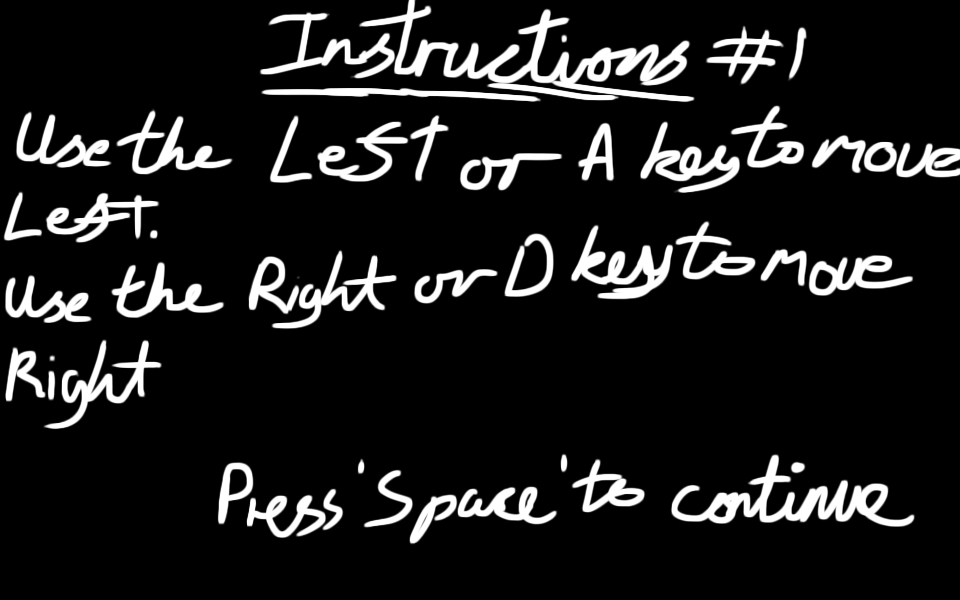 Instructions #1
Use the Left or A key to move
Left.
Use the Right or D key to move
Right
Press 'Space' to continue